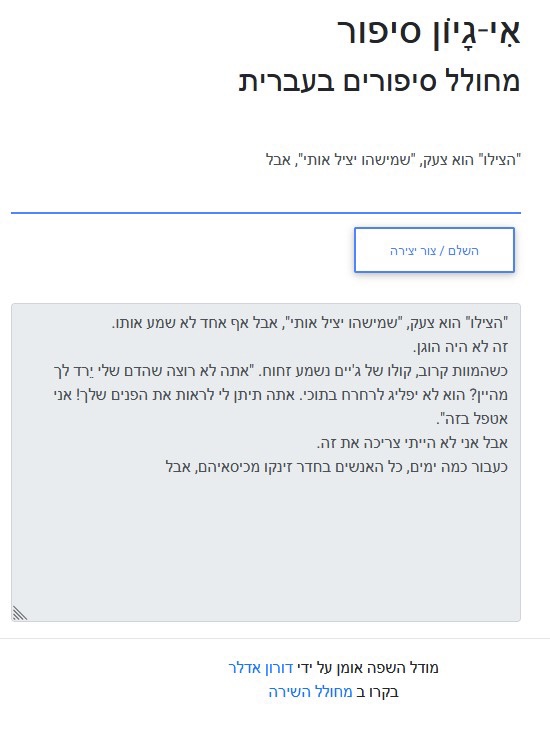 אִי-גָיוֹן סיפור
מחולל סיפורים בעברית
"הצילו" הוא צעק, "שמישהו יציל אותי", אבל
השלם / צור יצירה
"הצילו" הוא צעק, "שמישהו יציל אותי", אבל אף אחד לא שמע אותו.
זה לא היה הוגן.
כשהמוות קרוב, קולו של ג'יים נשמע זחוח. "אתה לא רוצה שהדם שלי יֵרד לך
מהיין? הוא לא יפליג לרחרח בתוכי. אתה תיתן לי לראות את הפנים שלך! אני
אטפל בזה".
אבל אני לא הייתי צריכה את זה.
כעבור כמה ימים, כל האנשים בחדר זינקו מכיסאיהם, אבל
מודל השפה אומן על ידי דורון אדלר
בקרו ב מחולל השירה